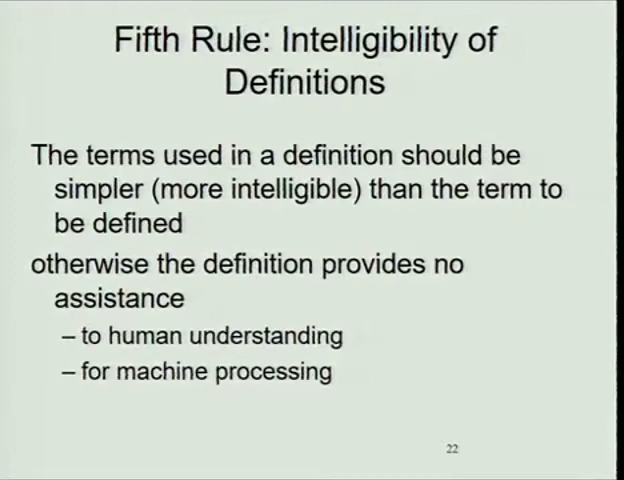 Fifth Rule: Intelligibility of
Definitions
The terms used in a definition should be
simpler (more intelligible) than the term to
be defined
otherwise the definition provides no
assistance
– to human understanding
– for machine processing
22